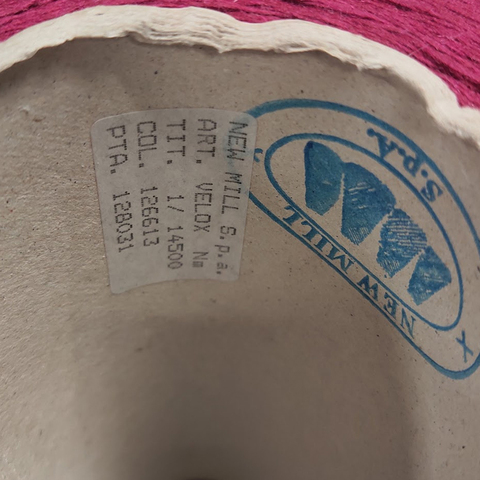 NEW MILL S.p.a.
ART. VELOX Nm
TIT. 1/14500
COL. 126613
PTA. 128031
NEW MILL
S.p.A.